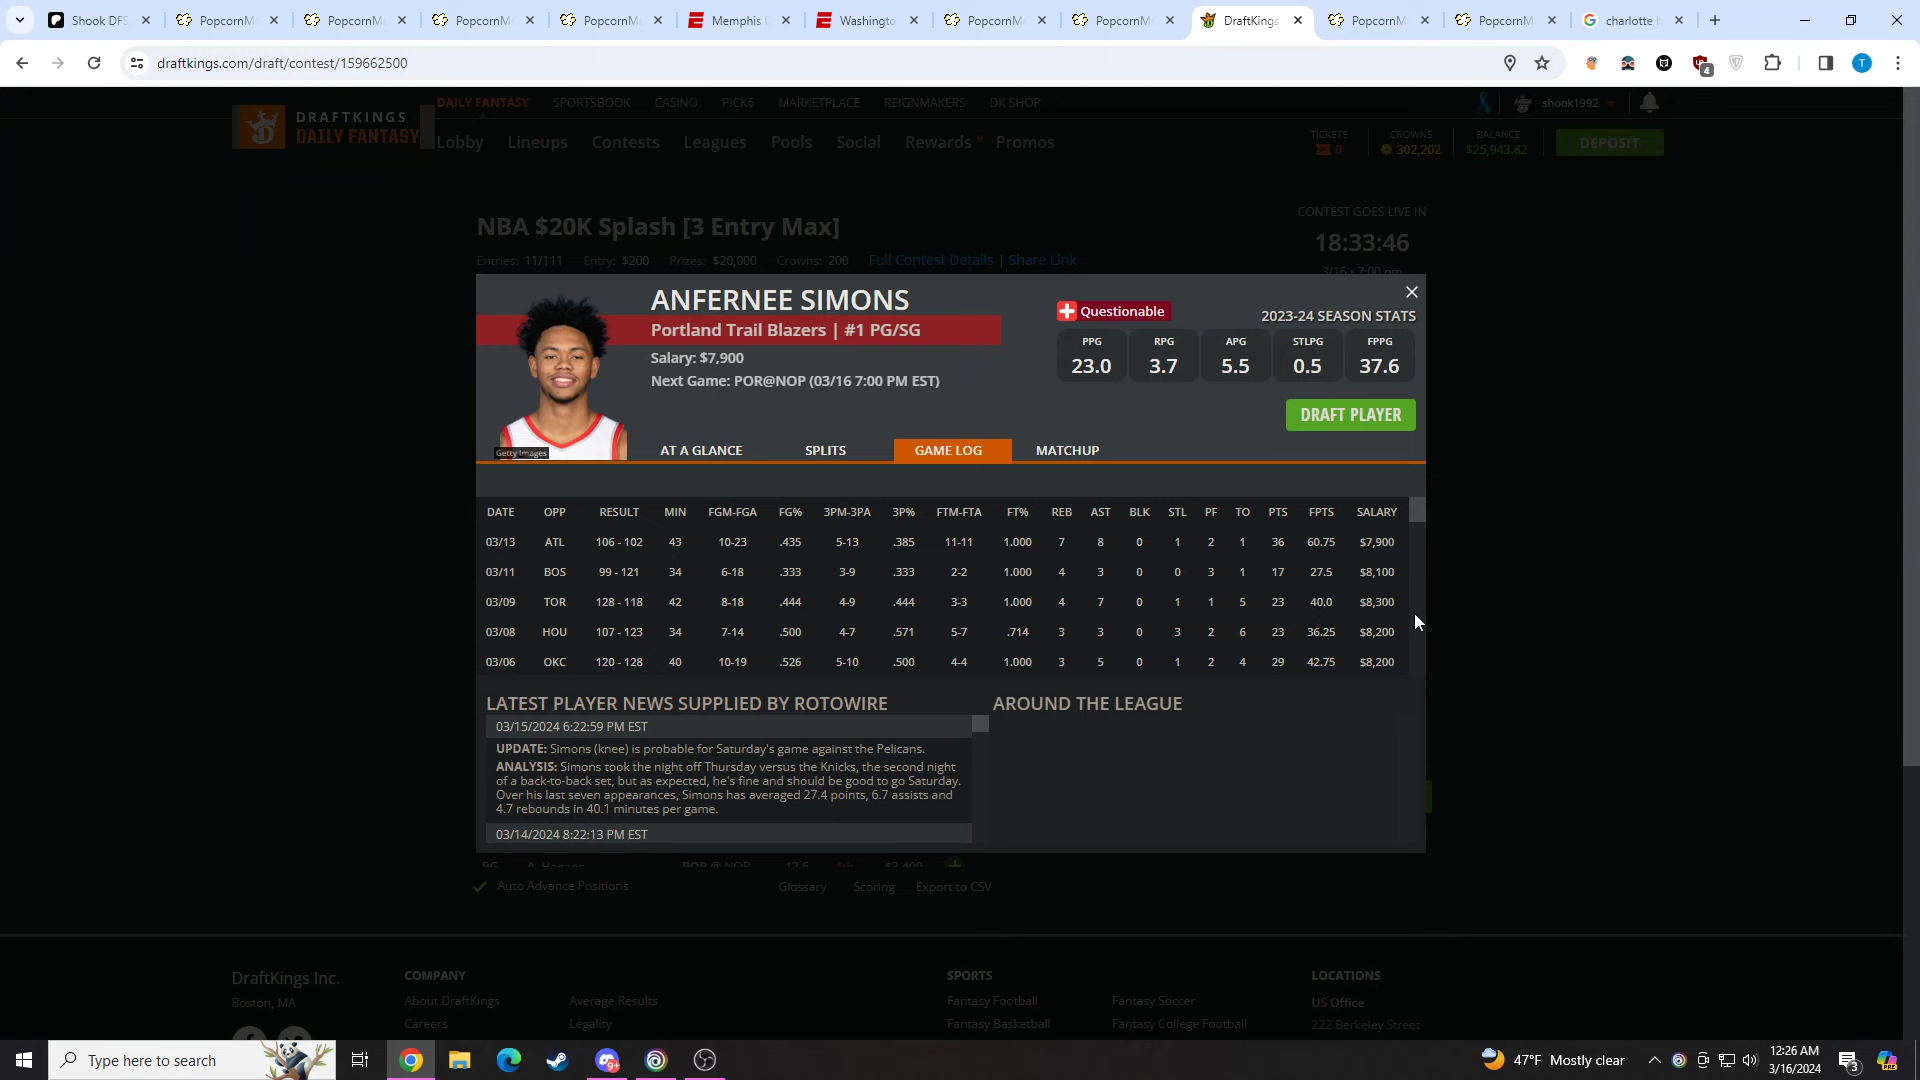 Shook DFS
PopcornM
PopcornM
PopcornM
PopcornM
Memphis
Washingto
PopcornM
PopcornM
DraftKings
PopcornM
PopcornM
charlotte
draftkings.com/draft/contest/159662500
4
T
DAILY FANTASY SPORTSBOOK CASINO PICK6 MARKETPLACE REIGNMAKERS DK SHOP
shook1992
DRAFTKINGS
DAILY FANTASY
Lobby Lineups Contests Leagues Pools Social Rewards Promos
TICKETS
0
CROWNS
302,202
BALANCE
$25,943.82
DEPOSIT
CONTEST GOES LIVE IN
NBA $20K Splash [3 Entry Max]
18:33:46
Entries: 11/111 Entry: $200 Prizes: $20,000 Crowns: 200 Full Contest Details | Share Link
3/16 • 7:00 pm
ANFERNEE SIMONS
Portland Trail Blazers | #1 PG/SG
Salary: $7,900
Next Game: POR@NOP (03/16 7:00 PM EST)
Getty Images
Questionable
2023-24 SEASON STATS
PPG RPG APG STLPG FPPG
23.0 3.7 5.5 0.5 37.6
DRAFT PLAYER
AT A GLANCE SPLITS GAME LOG MATCHUP
DATE OPP RESULT MIN FGM-FGA FG% 3PM-3PA 3P% FTM-FTA FT% REB AST BLK STL PF TO PTS FPTS SALARY
03/13 ATL 106 - 102 43 10-23 .435 5-13 .385 11-11 1.000 7 8 0 1 2 1 36 60.75 $7,900
03/11 BOS 99 - 121 34 6-18 .333 3-9 .333 2-2 1.000 4 3 0 0 3 1 17 27.5 $8,100
03/09 TOR 128 - 118 42 8-18 .444 4-9 .444 3-3 1.000 4 7 0 1 1 5 23 40.0 $8,300
03/08 HOU 107 - 123 34 7-14 .500 4-7 .571 5-7 .714 3 3 0 3 2 6 23 36.25 $8,200
03/06 OKC 120 - 128 40 10-19 .526 5-10 .500 4-4 1.000 3 5 0 1 2 4 29 42.75 $8,200
LATEST PLAYER NEWS SUPPLIED BY ROTOWIRE
AROUND THE LEAGUE
03/15/2024 6:22:59 PM EST
UPDATE: Simons (knee) is probable for Saturday's game against the Pelicans.
ANALYSIS: Simons took the night off Thursday versus the Knicks, the second night
of a back-to-back set, but as expected, he's fine and should be good to go Saturday.
Over his last seven appearances, Simons has averaged 27.4 points, 6.7 assists and
4.7 rebounds in 40.1 minutes per game.
03/14/2024 8:22:13 PM EST
PG A. Hagans POR @ NOP 12.6 4th $3,400
Auto Advance Positions
Glossary Scoring Export to CSV
DraftKings Inc.
Boston, MA
COMPANY
About DraftKings Average Results
Careers Legality
SPORTS
Fantasy Football Fantasy Soccer
Fantasy Basketball Fantasy College Football
LOCATIONS
US Office
222 Berkeley Street
Type here to search
9+
47°F Mostly clear
12:26 AM
3/16/2024
3
PRE